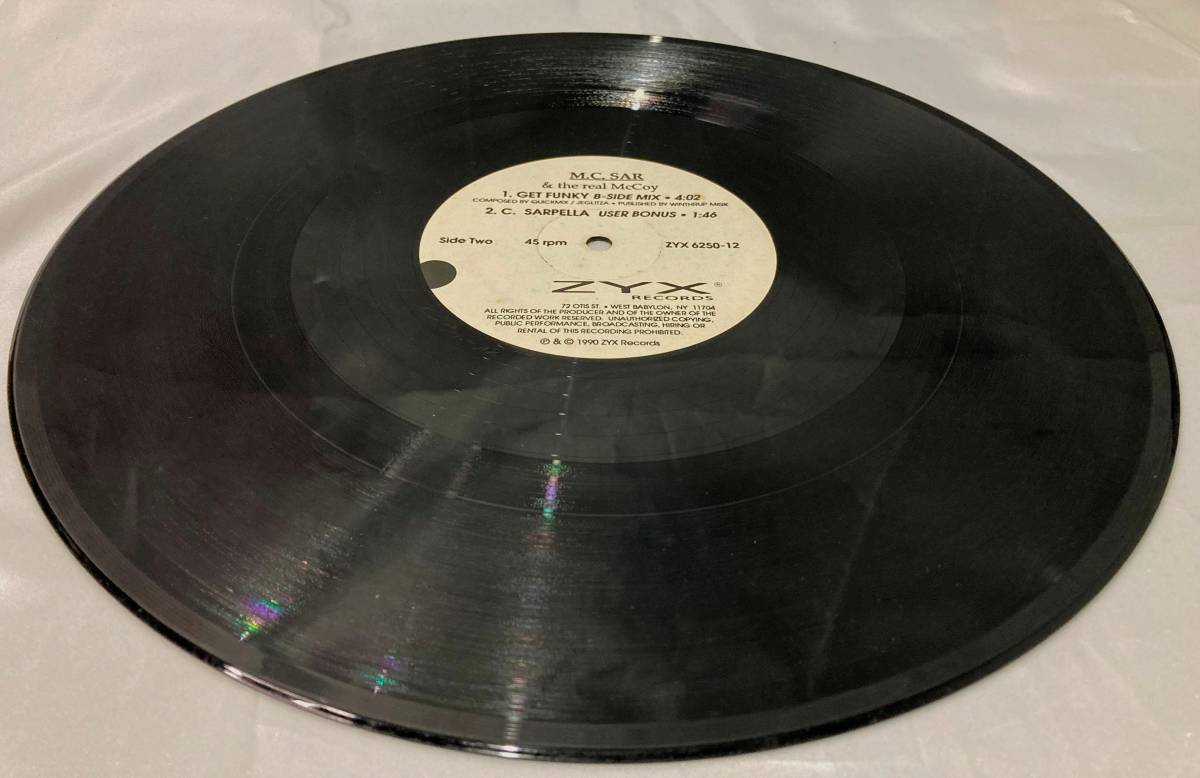 M.C. SAR
& the real McCoy
1. GET FUNKY B-SIDE MIX • 4:02
COMPOSED BY QUICKMIX / JEGLITZA • PUBLISHED BY WINTHRUP MISIK
2. C. SARPELLA USER BONUS • 1:46
Side Two 45 rpm ZYX 6250-12
ZYX ®
RECORDS
72 OTIS ST. • WEST BABYLON, NY 11704
ALL RIGHTS OF THE PRODUCER AND OF THE OWNER OF THE
RECORDED WORK RESERVED. UNAUTHORIZED COPYING,
PUBLIC PERFORMANCE, BROADCASTING, HIRING OR
RENTAL OF THIS RECORDING PROHIBITED.
℗ & © 1990 ZYX Records